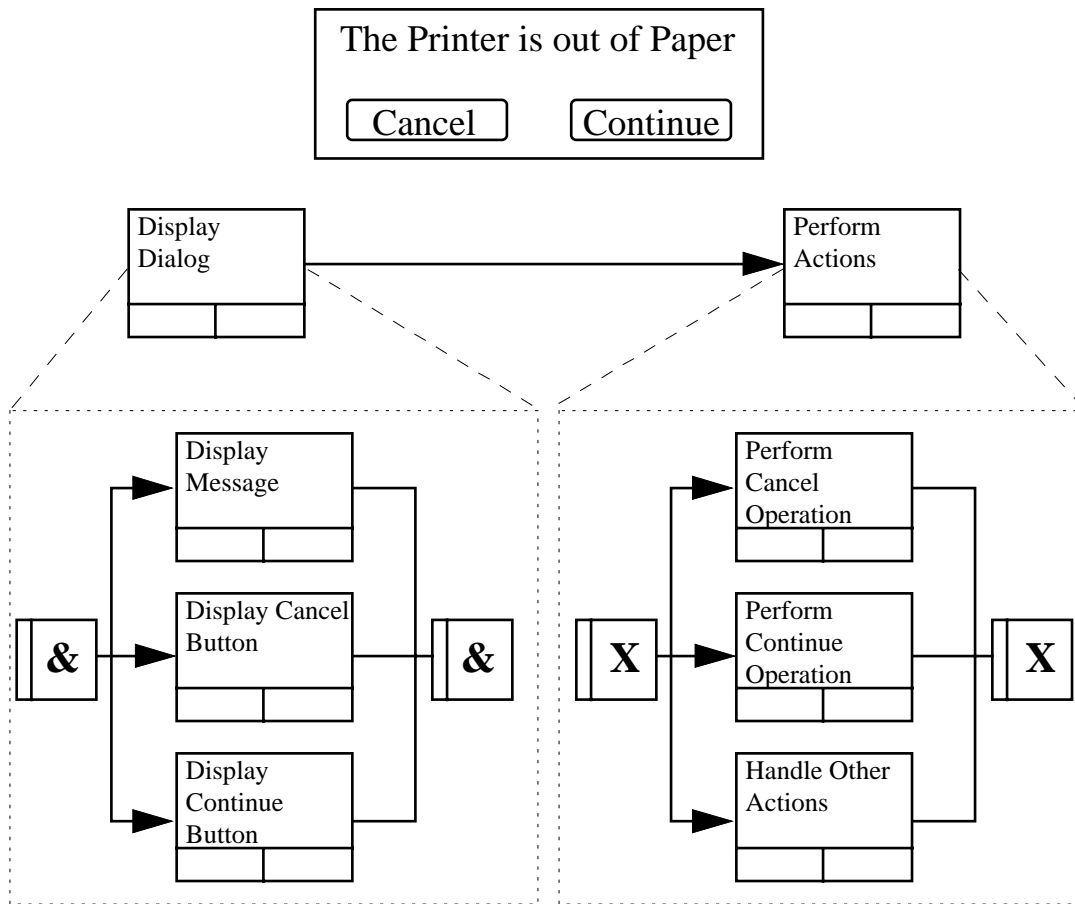 The Printer is out of Paper
Cancel
Continue
Display
Dialog
Perform
Actions
Display
Message
Display Cancel
Button
Display
Continue
Button
&
&
Perform
Cancel
Operation
Perform
Continue
Operation
Handle Other
Actions
X
X